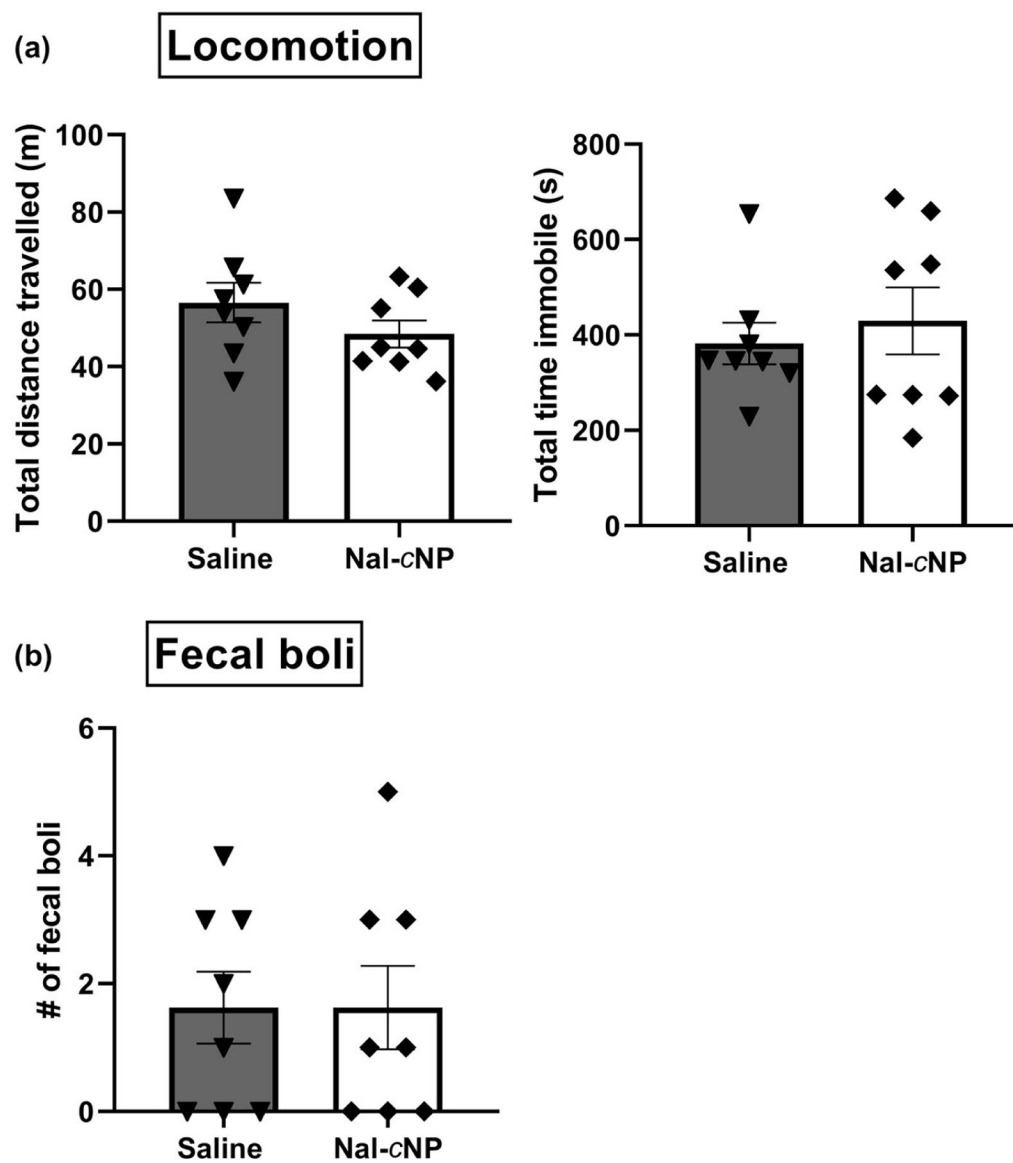 (a) Locomotion
Total distance travelled (m)
100
80
60
40
20
0
Saline Nal-cNP
Total time immobile (s)
800
600
400
200
0
Saline Nal-cNP
(b) Fecal boli
# of fecal boli
6
4
2
0
Saline Nal-cNP